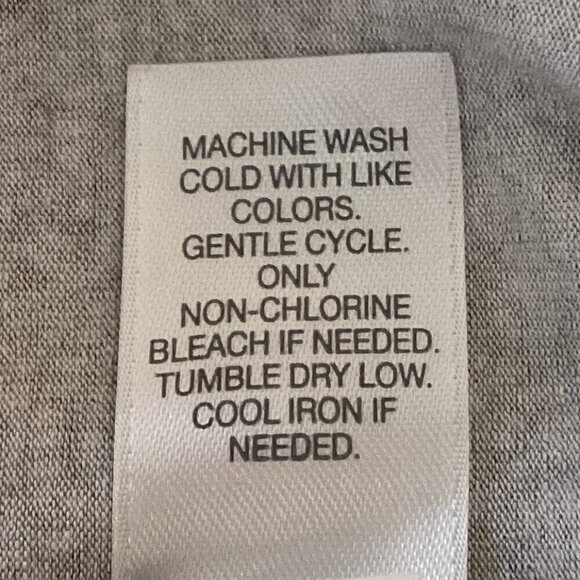 MACHINE WASH
COLD WITH LIKE
COLORS.
GENTLE CYCLE.
ONLY
NON-CHLORINE
BLEACH IF NEEDED.
TUMBLE DRY LOW.
COOL IRON IF
NEEDED.